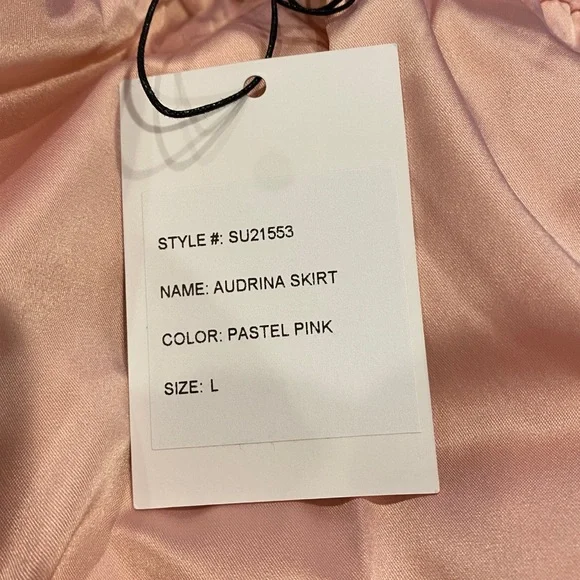 STYLE #: SU21553
NAME: AUDRINA SKIRT
COLOR: PASTEL PINK
SIZE: L